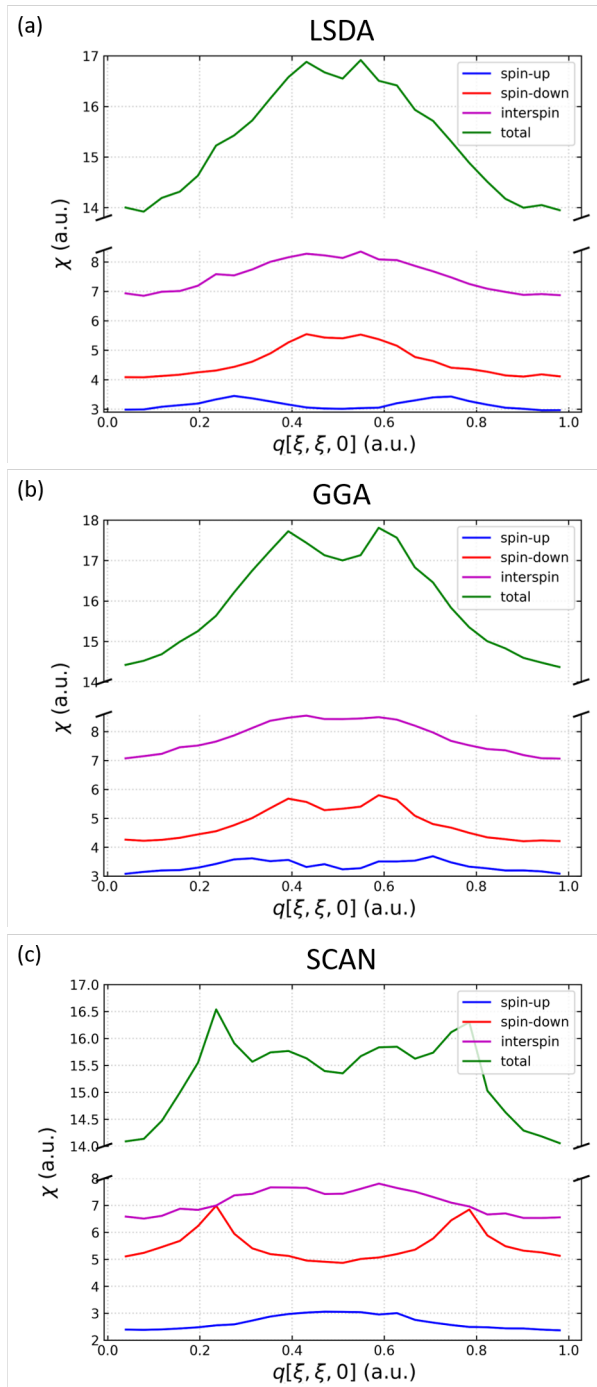 (a)
LSDA
17
16
15
14
8
7
6
5
4
3
χ (a.u.)
spin-up
spin-down
interspin
total
0.0 0.2 0.4 0.6 0.8 1.0
q[ξ, ξ, 0] (a.u.)
(b)
GGA
18
17
16
15
14
8
7
6
5
4
3
χ (a.u.)
spin-up
spin-down
interspin
total
0.0 0.2 0.4 0.6 0.8 1.0
q[ξ, ξ, 0] (a.u.)
(c)
SCAN
17.0
16.5
16.0
15.5
15.0
14.5
14.0
8
7
6
5
4
3
2
χ (a.u.)
spin-up
spin-down
interspin
total
0.0 0.2 0.4 0.6 0.8 1.0
q[ξ, ξ, 0] (a.u.)